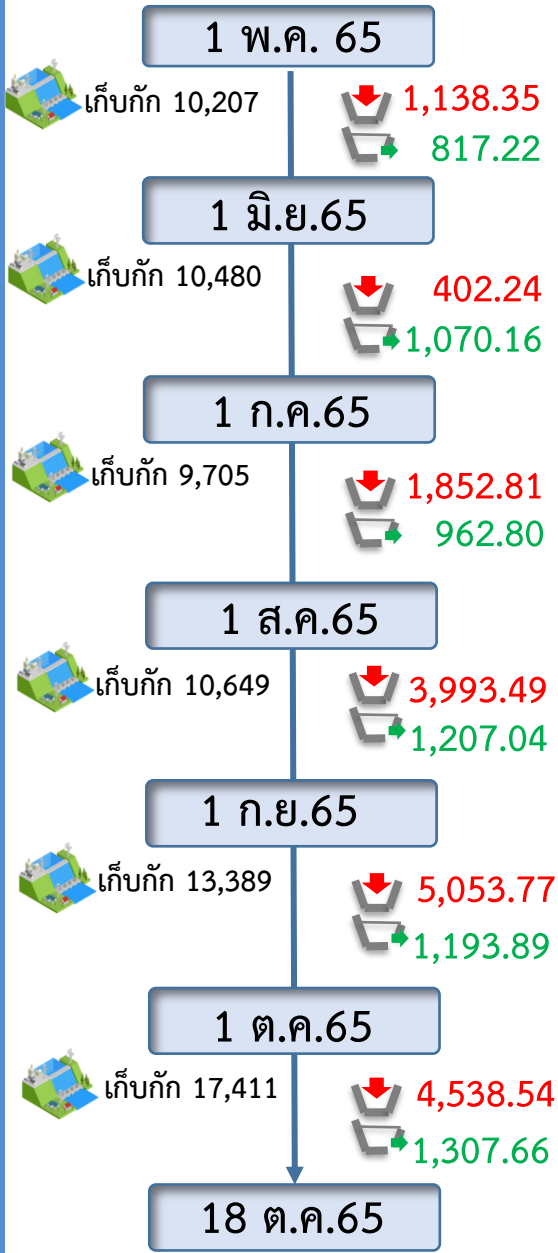 1 พ.ค. 65
เก็บกัก 10,207
1,138.35
817.22
1 มิ.ย.65
เก็บกัก 10,480
402.24
1,070.16
1 ก.ค.65
เก็บกัก 9,705
1,852.81
962.80
1 ส.ค.65
เก็บกัก 10,649
3,993.49
1,207.04
1 ก.ย.65
เก็บกัก 13,389
5,053.77
1,193.89
1 ต.ค.65
เก็บกัก 17,411
4,538.54
1,307.66
18 ต.ค.65